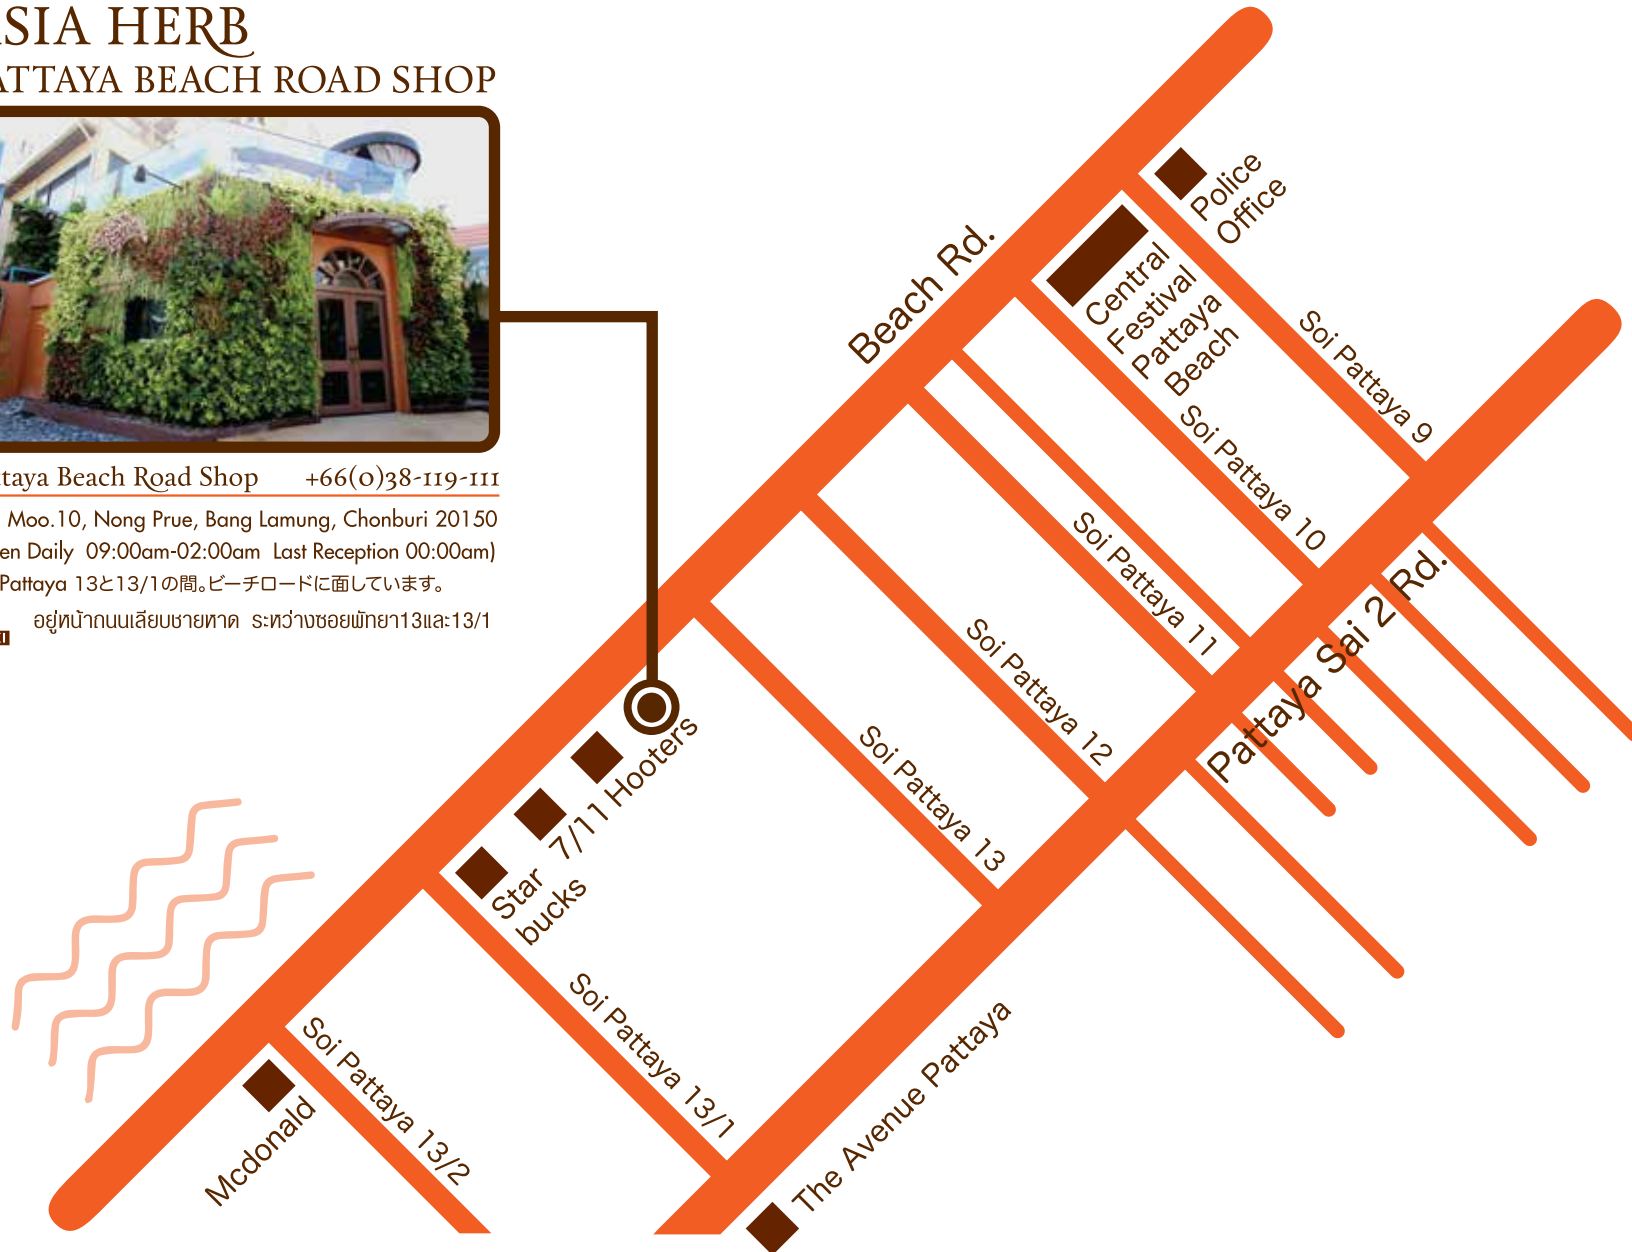 ASIA HERB
PATTAYA BEACH ROAD SHOP
ttaya Beach Road Shop +66(0)38-119-111
Moo.10, Nong Prue, Bang Lamung, Chonburi 20150
en Daily 09:00am-02:00am Last Reception 00:00am)
Pattaya 13と13/1の間。ビーチロードに面しています。
อยู่หน้าถนนเลียบชายหาด ระหว่างซอยพัทยา13และ13/1
Beach Rd.
Police
Office
Central
Festival
Pattaya
Beach
Soi Pattaya 9
Soi Pattaya 10
Soi Pattaya 11
Soi Pattaya 12
Soi Pattaya 13
Pattaya Sai 2 Rd.
Hooters
7/11
Star
bucks
Soi Pattaya 13/1
Soi Pattaya 13/2
Mcdonald
The Avenue Pattaya